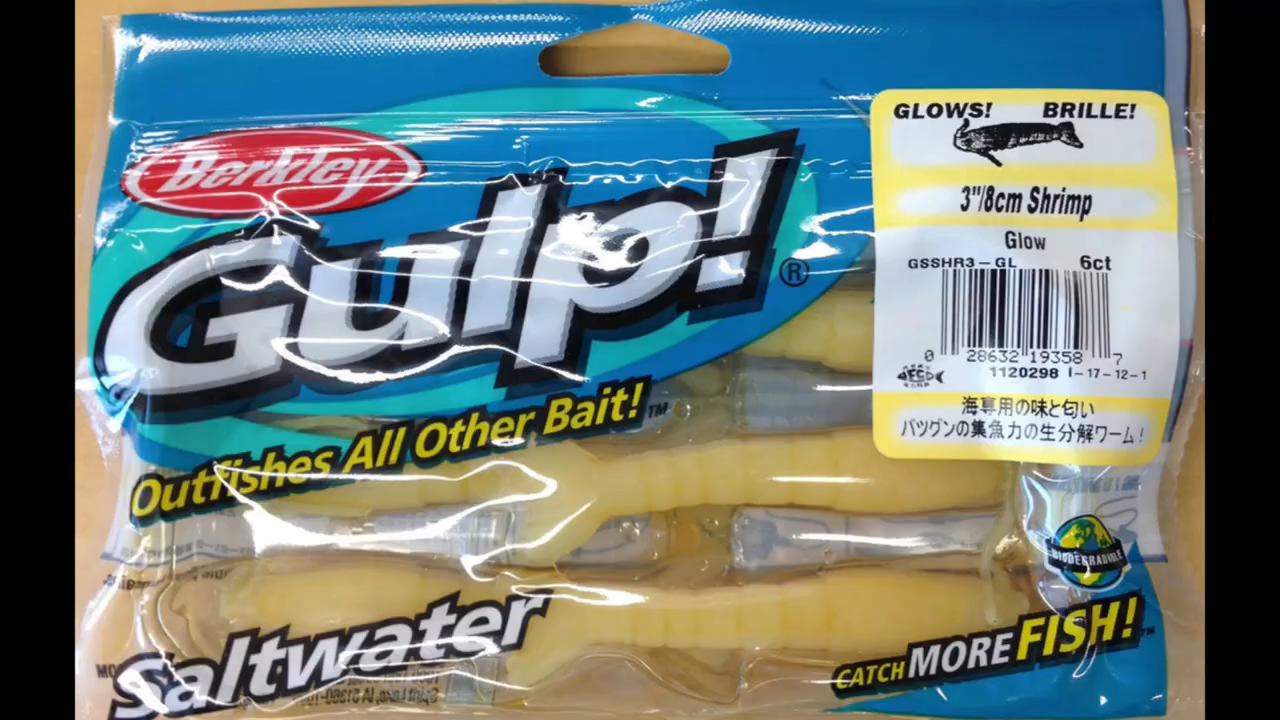 Berkley
Gulp!
®
Outfishes All Other Bait!™
Saltwater
GLOWS! BRILLE!
3"/8cm Shrimp
Glow
GSSHR3-GL 6ct
0 28632 19358 7
1120298 I-17-12-1
海専用の味と匂い
バツグンの集魚力の生分解ワーム!
BIODEGRADABLE
CATCH MORE FISH!™